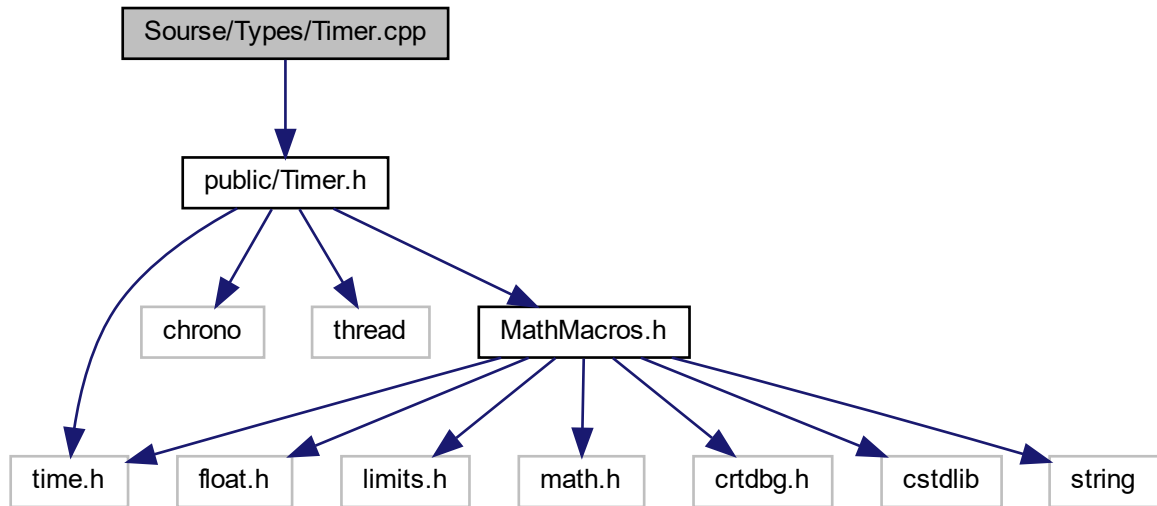 Sourse/Types/Timer.cpp
public/Timer.h
chrono
thread
MathMacros.h
time.h
float.h
limits.h
math.h
crtdbg.h
cstdlib
string